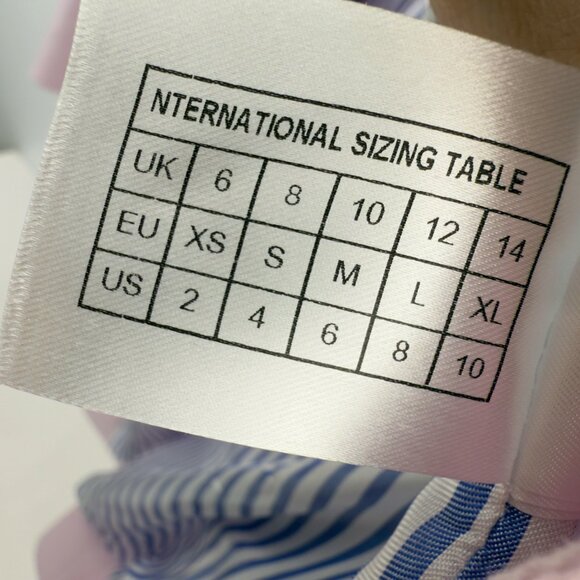 NTERNATIONAL SIZING TABLE
UK 6 8 10 12 14
EU XS S M L XL
US 2 4 6 8 10